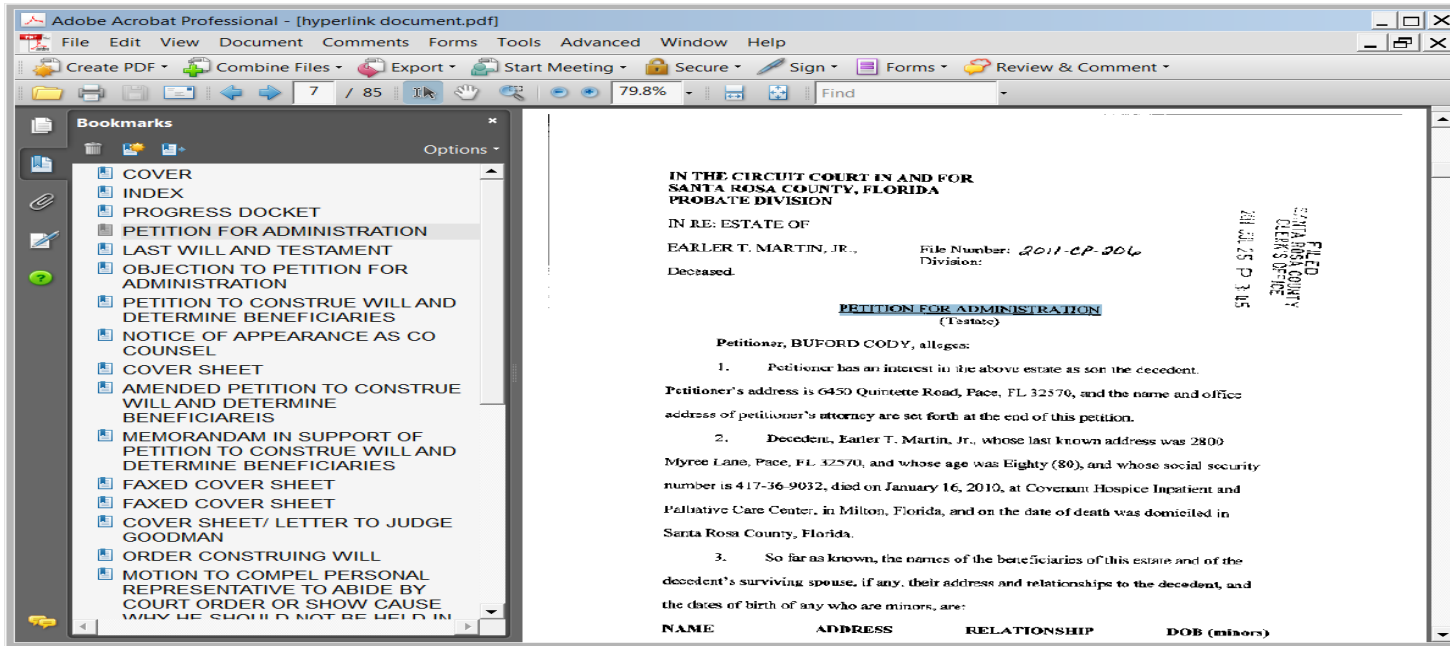 Adobe Acrobat Professional - [hyperlink document.pdf]
File Edit View Document Comments Forms Tools Advanced Window Help
Create PDF Combine Files Export Start Meeting Secure Sign Forms Review & Comment
7 / 85 79.8% Find
Bookmarks
Options
COVER
INDEX
PROGRESS DOCKET
PETITION FOR ADMINISTRATION
LAST WILL AND TESTAMENT
OBJECTION TO PETITION FOR
ADMINISTRATION
PETITION TO CONSTRUE WILL AND
DETERMINE BENEFICIARIES
NOTICE OF APPEARANCE AS CO
COUNSEL
COVER SHEET
AMENDED PETITION TO CONSTRUE
WILL AND DETERMINE
BENEFICIAREIS
MEMORANDAM IN SUPPORT OF
PETITION TO CONSTRUE WILL AND
DETERMINE BENEFICIARIES
FAXED COVER SHEET
FAXED COVER SHEET
COVER SHEET/ LETTER TO JUDGE
GOODMAN
ORDER CONSTRUING WILL
MOTION TO COMPEL PERSONAL
REPRESENTATIVE TO ABIDE BY
COURT ORDER OR SHOW CAUSE
WHY HE SHOULD NOT BE HELD IN
IN THE CIRCUIT COURT IN AND FOR
SANTA ROSA COUNTY, FLORIDA
PROBATE DIVISION
IN RE: ESTATE OF
EARLER T. MARTIN, JR., File Number: 2011-CP-206
Division:
Deceased.
FILED
SANTA ROSA COUNTY
CLERK'S OFFICE
25 P 3:45
PETITION FOR ADMINISTRATION
(Testate)
Petitioner, BUFORD CODY, alleges:
1. Petitioner has an interest in the above estate as son the decedent.
Petitioner's address is 6450 Quintette Road, Pace, FL 32570, and the name and office
address of petitioner's attorney are set forth at the end of this petition.
2. Decedent, Earler T. Martin, Jr., whose last known address was 2800
Myree Lane, Pace, FL 32570, and whose age was Eighty (80), and whose social security
number is 417-36-9032, died on January 16, 2010, at Covenant Hospice Inpatient and
Palliative Care Center, in Milton, Florida, and on the date of death was domiciled in
Santa Rosa County, Florida.
3. So far as known, the names of the beneficiaries of this estate and of the
decedent's surviving spouse, if any, their address and relationships to the decedent, and
the dates of birth of any who are minors, are:
NAME ADDRESS RELATIONSHIP DOB (minors)